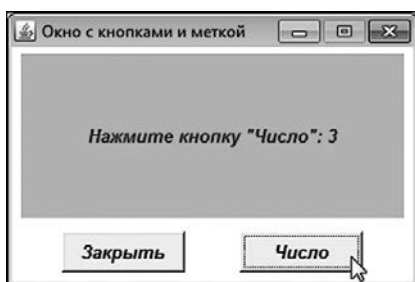 Окно с кнопками и меткой
Нажмите кнопку "Число": 3
Закрыть
Число